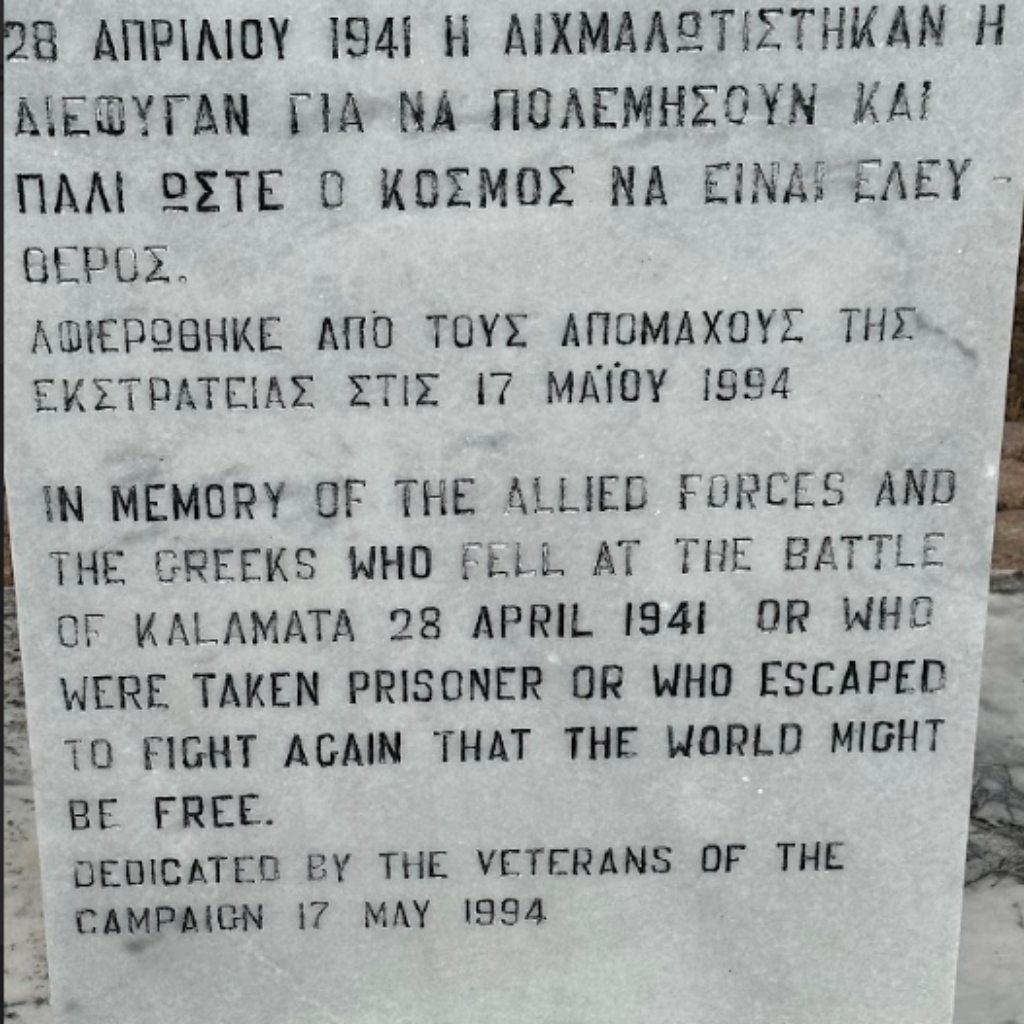 28 ΑΠΡΙΛΙΟΥ 1941 Η ΑΙΧΜΑΛΩΤΙΣΤΗΚΑΝ Η
ΔΙΕΦΥΓΑΝ ΓΙΑ ΝΑ ΠΟΛΕΜΗΣΟΥΝ ΚΑΙ
ΠΑΛΙ ΩΣΤΕ Ο ΚΟΣΜΟΣ ΝΑ ΕΙΝΑΙ ΕΛΕΥ -
ΘΕΡΟΣ.
ΑΦΙΕΡΩΘΗΚΕ ΑΠΟ ΤΟΥΣ ΑΠΟΜΑΧΟΥΣ ΤΗΣ
ΕΚΣΤΡΑΤΕΙΑΣ ΣΤΙΣ 17 ΜΑΪΟΥ 1994
IN MEMORY OF THE ALLIED FORCES AND
THE GREEKS WHO FELL AT THE BATTLE
OF KALAMATA 28 APRIL 1941 OR WHO
WERE TAKEN PRISONER OR WHO ESCAPED
TO FIGHT AGAIN THAT THE WORLD MIGHT
BE FREE.
DEDICATED BY THE VETERANS OF THE
CAMPAIGN 17 MAY 1994